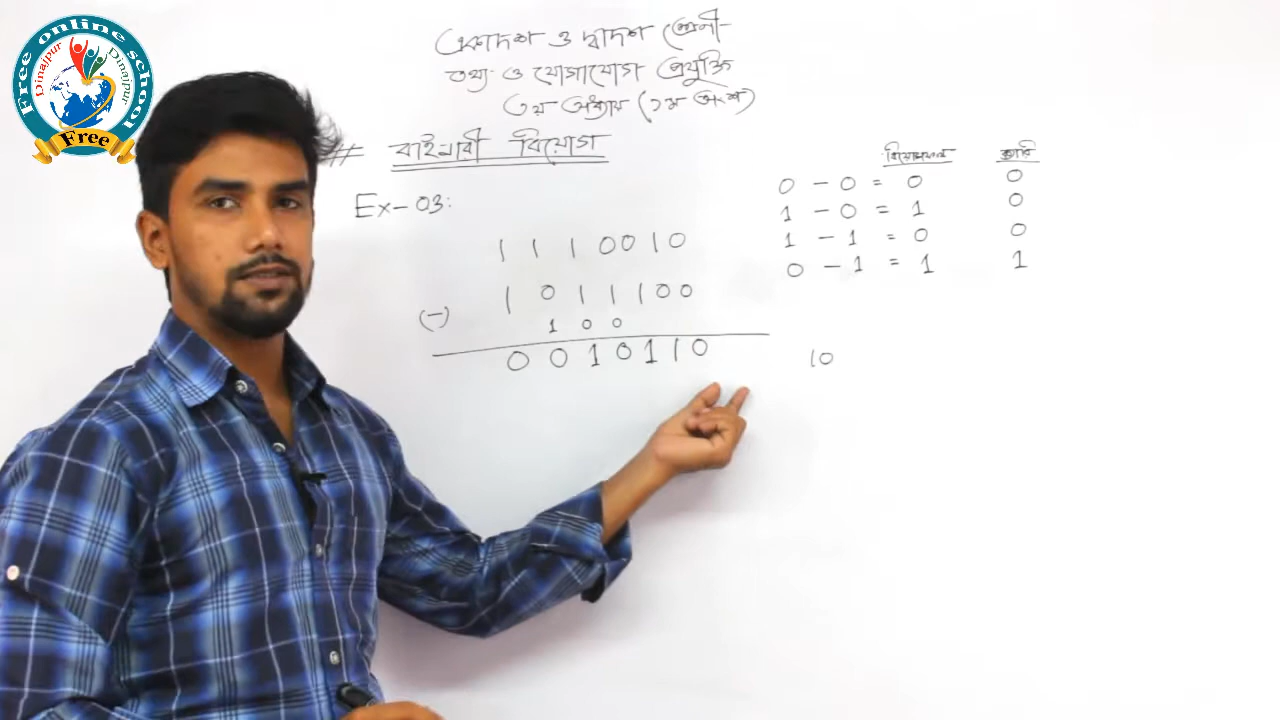 Free online school
Dinajpur Dinajpur
Free
একাদশ ও দ্বাদশ শ্রেণী
তথ্য ও যোগাযোগ প্রযুক্তি
৩য় অধ্যায় (১ম অংশ)
# বাইনারী বিয়োগ
Ex-03:
1 1 1 0 0 1 0
1 0 1 1 1 0 0
(-) 1 0 0
0 0 1 0 1 1 0
বিয়োগফল ক্যারি
0 - 0 = 0 0
1 - 0 = 1 0
1 - 1 = 0 0
0 - 1 = 1 1
10